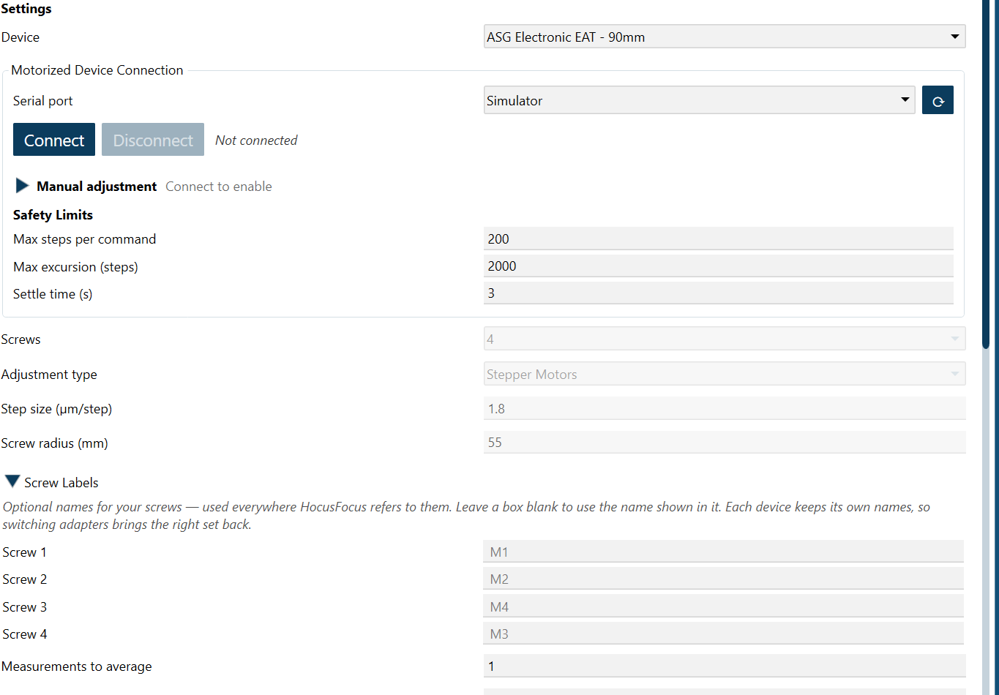 Settings
Device ASG Electronic EAT - 90mm
Motorized Device Connection
Serial port Simulator
Connect Disconnect Not connected
Manual adjustment Connect to enable
Safety Limits
Max steps per command 200
Max excursion (steps) 2000
Settle time (s) 3
Screws 4
Adjustment type Stepper Motors
Step size (µm/step) 1.8
Screw radius (mm) 55
Screw Labels
Optional names for your screws — used everywhere HocusFocus refers to them. Leave a box blank to use the name shown in it. Each device keeps its own names, so
switching adapters brings the right set back.
Screw 1 M1
Screw 2 M2
Screw 3 M4
Screw 4 M3
Measurements to average 1